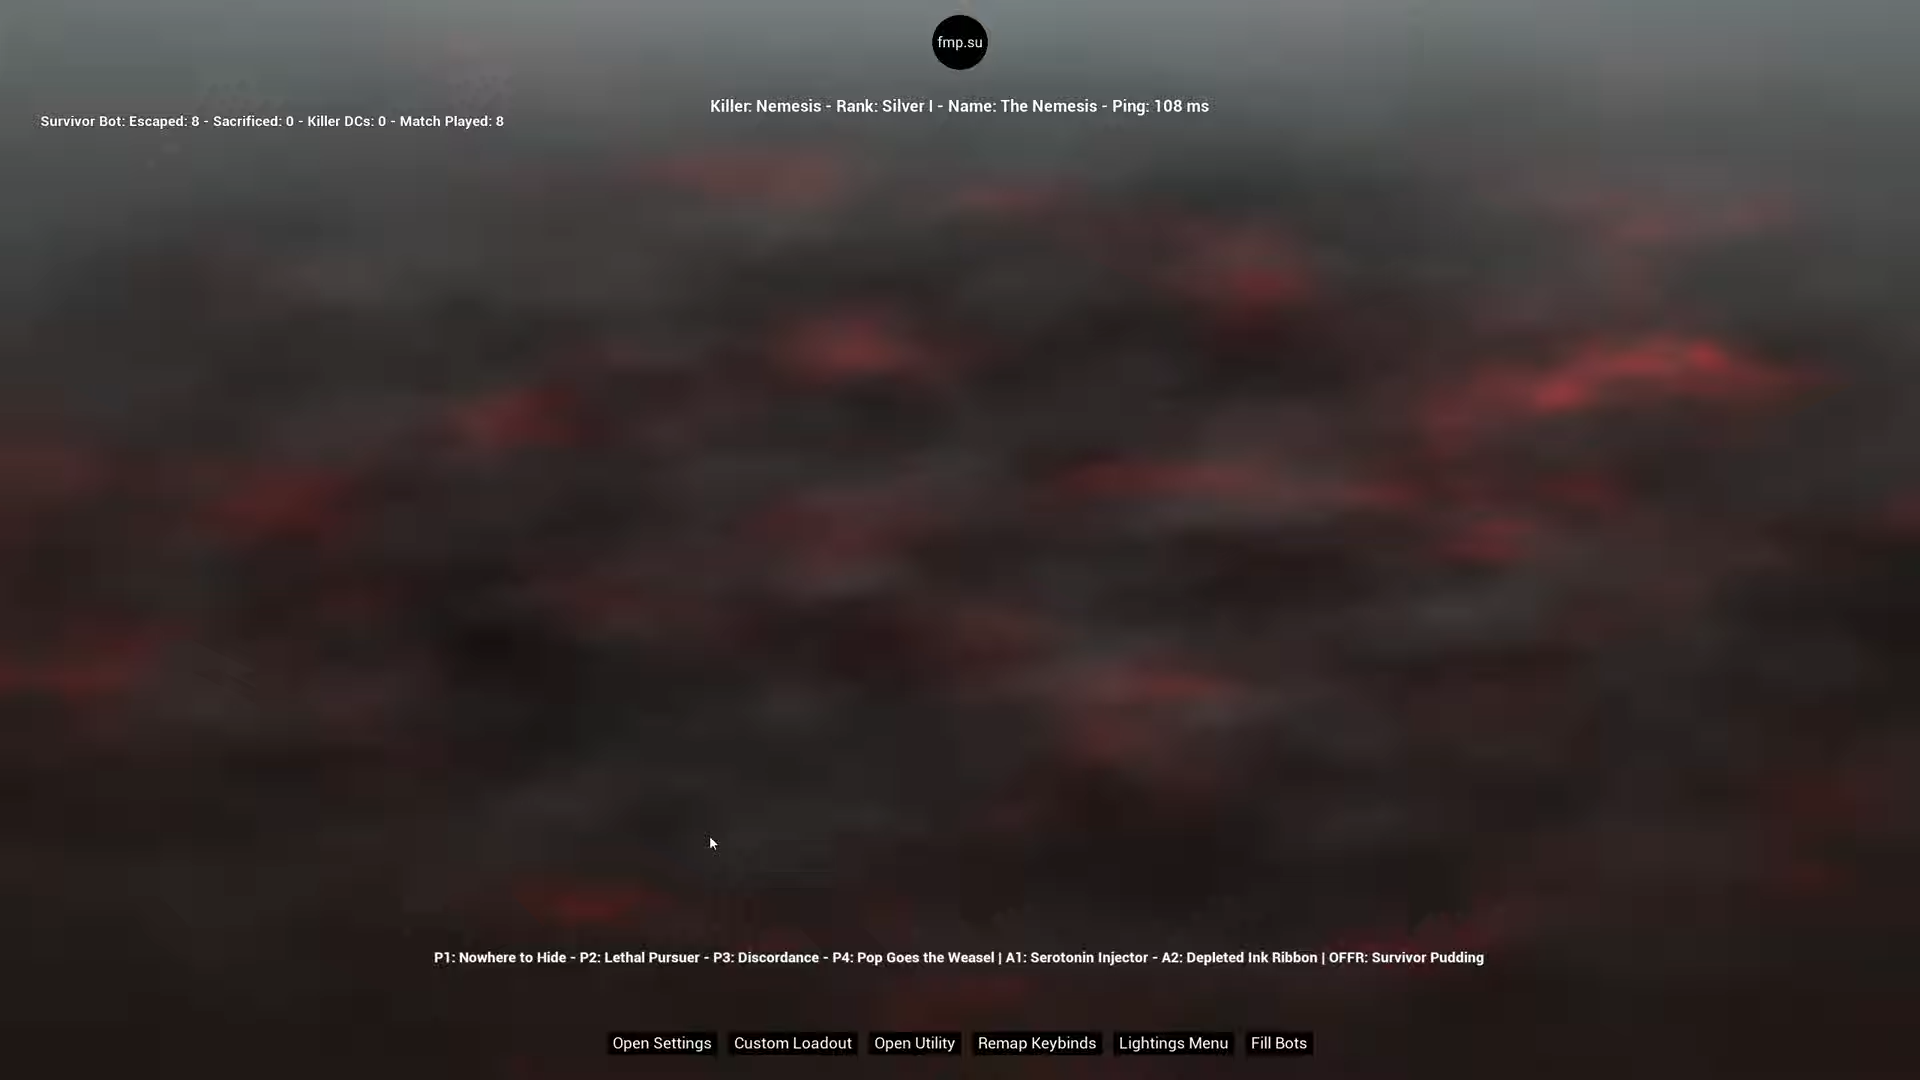 fmp.su
Killer: Nemesis - Rank: Silver I - Name: The Nemesis - Ping: 108 ms
Survivor Bot: Escaped: 8 - Sacrificed: 0 - Killer DCs: 0 - Match Played: 8
P1: Nowhere to Hide - P2: Lethal Pursuer - P3: Discordance - P4: Pop Goes the Weasel | A1: Serotonin Injector - A2: Depleted Ink Ribbon | OFFR: Survivor Pudding
Open Settings Custom Loadout Open Utility Remap Keybinds Lightings Menu Fill Bots